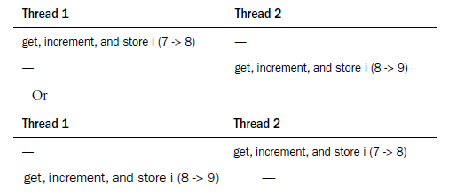 Thread 1 Thread 2
get, increment, and store i (7 -> 8) —
— get, increment, and store i (8 -> 9)
Or
Thread 1 Thread 2
— get, increment, and store i (7 -> 8)
get, increment, and store i (8 -> 9) —